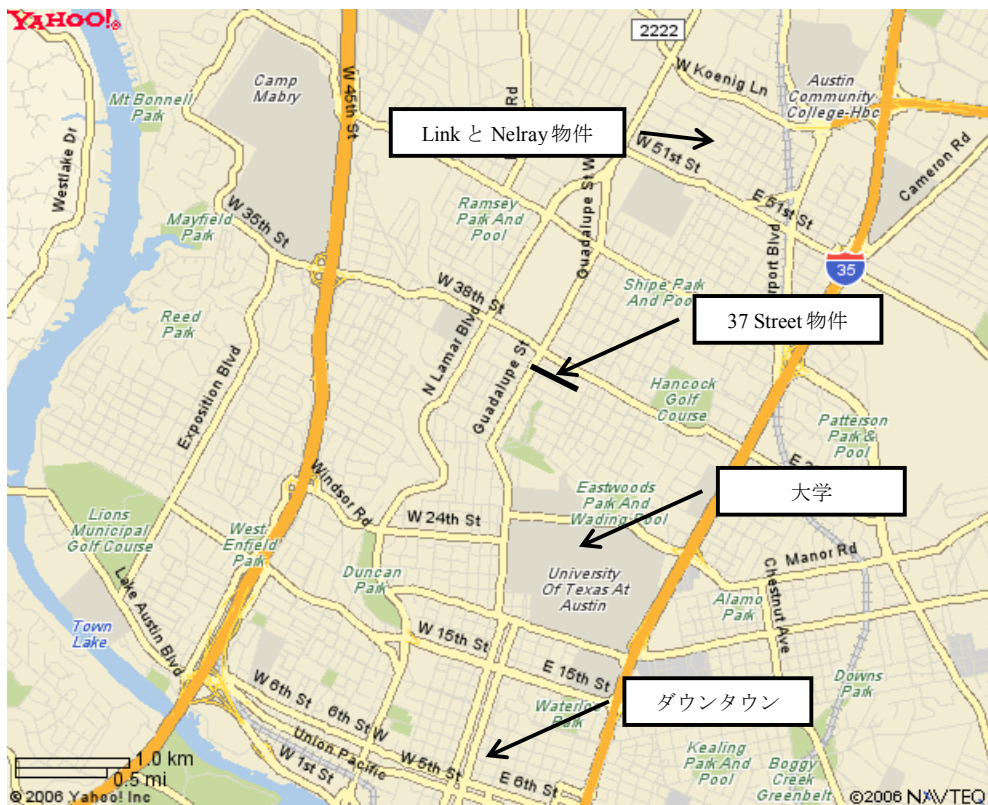 YAHOO!
2222
Camp
Mabry
W 45th St
W Koenig Ln
Austin
Community
College-Hbc
Mt Bonnell
Park
Rd
Link と Nelray 物件
Westlake Dr
W 51st St
Cameron Rd
W St
Mayfield
Park
W 35th St
Ramsey
Park And
Pool
Guadalupe St
E 51st St
35
Shipe Park
And Pool
rport Blvd
W 38th St
37 Street 物件
Reed
Park
N Lamar Blvd
Exposition Blvd
Guadalupe St
Hancock
Golf
Course
Patterson
Park &
Pool
E
大学
Eastwoods
Park And
Wading Pool
Windsor Rd
W 24th St
Lions
Municipal
Golf Course
West
Enfield
Park
Manor Rd
Duncan
Park
University
Of Texas At
Austin
Chestnut Ave
Alamo
Park
Lake Austin Blvd
Town
Lake
W 15th St
E 15th St
Downs
Park
W 6th St
6th St W
Waterloo
Park
ダウンタウン
Union Pacific
W 5th St
W 1st St
E 6th St
Kealing
Park And
Pool
Boggy
Creek
Greenbelt
1.0 km
0.5 mi
© 2006 Yahoo! Inc
©2006 NAVTEQ